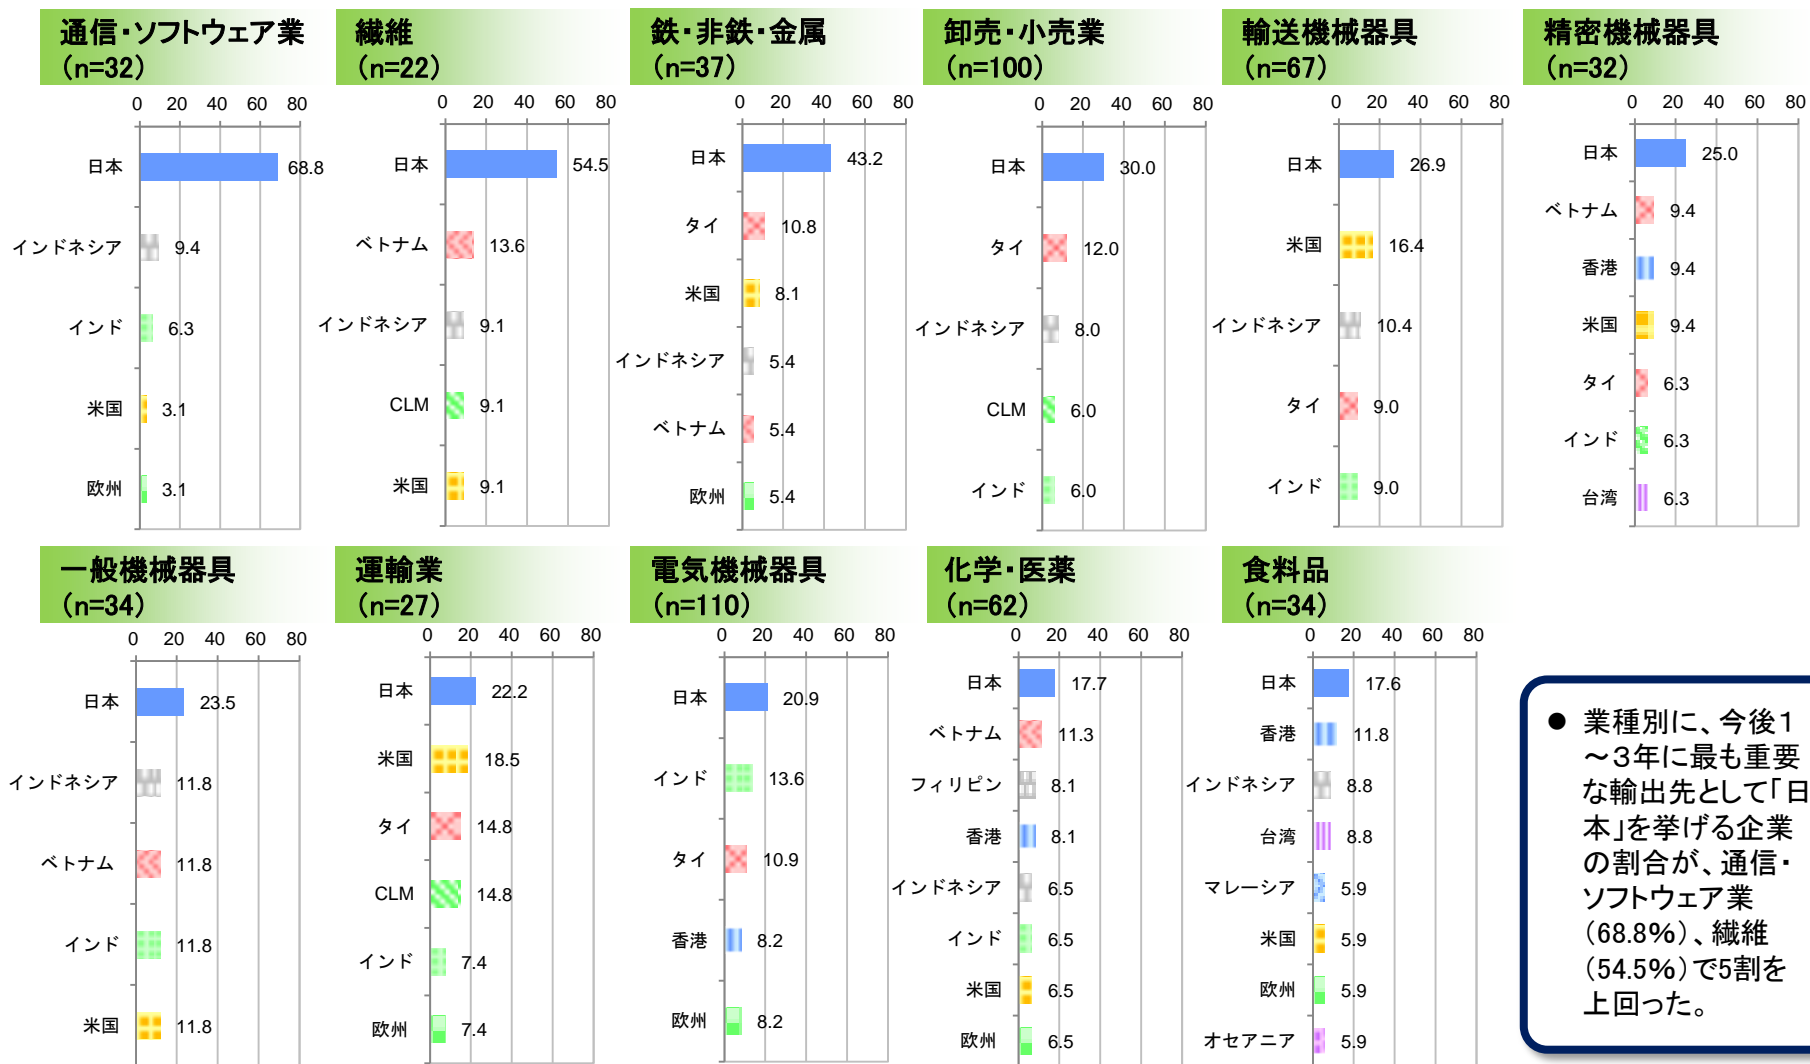 通信・ソフトウェア業
（n=32）
0 20 40 60 80
日本 68.8
インドネシア 9.4
インド 6.3
米国 3.1
欧州 3.1
繊維
（n=22）
0 20 40 60 80
日本 54.5
ベトナム 13.6
インドネシア 9.1
CLM 9.1
米国 9.1
鉄・非鉄・金属
（n=37）
0 20 40 60 80
日本 43.2
タイ 10.8
米国 8.1
インドネシア 5.4
ベトナム 5.4
欧州 5.4
卸売・小売業
（n=100）
0 20 40 60 80
日本 30.0
タイ 12.0
インドネシア 8.0
CLM 6.0
インド 6.0
輸送機械器具
（n=67）
0 20 40 60 80
日本 26.9
米国 16.4
インドネシア 10.4
タイ 9.0
インド 9.0
精密機械器具
（n=32）
0 20 40 60 80
日本 25.0
ベトナム 9.4
香港 9.4
米国 9.4
タイ 6.3
インド 6.3
台湾 6.3
一般機械器具
（n=34）
0 20 40 60 80
日本 23.5
インドネシア 11.8
ベトナム 11.8
インド 11.8
米国 11.8
運輸業
（n=27）
0 20 40 60 80
日本 22.2
米国 18.5
タイ 14.8
CLM 14.8
インド 7.4
欧州 7.4
電気機械器具
（n=110）
0 20 40 60 80
日本 20.9
インド 13.6
タイ 10.9
香港 8.2
欧州 8.2
化学・医薬
（n=62）
0 20 40 60 80
日本 17.7
ベトナム 11.3
フィリピン 8.1
香港 8.1
インドネシア 6.5
インド 6.5
米国 6.5
欧州 6.5
食料品
（n=34）
0 20 40 60 80
日本 17.6
香港 11.8
インドネシア 8.8
台湾 8.8
マレーシア 5.9
米国 5.9
欧州 5.9
オセアニア 5.9
● 業種別に、今後１
～３年に最も重要
な輸出先として「日
本」を挙げる企業
の割合が、通信・
ソフトウェア業
（68.8％）、繊維
（54.5％）で5割を
上回った。